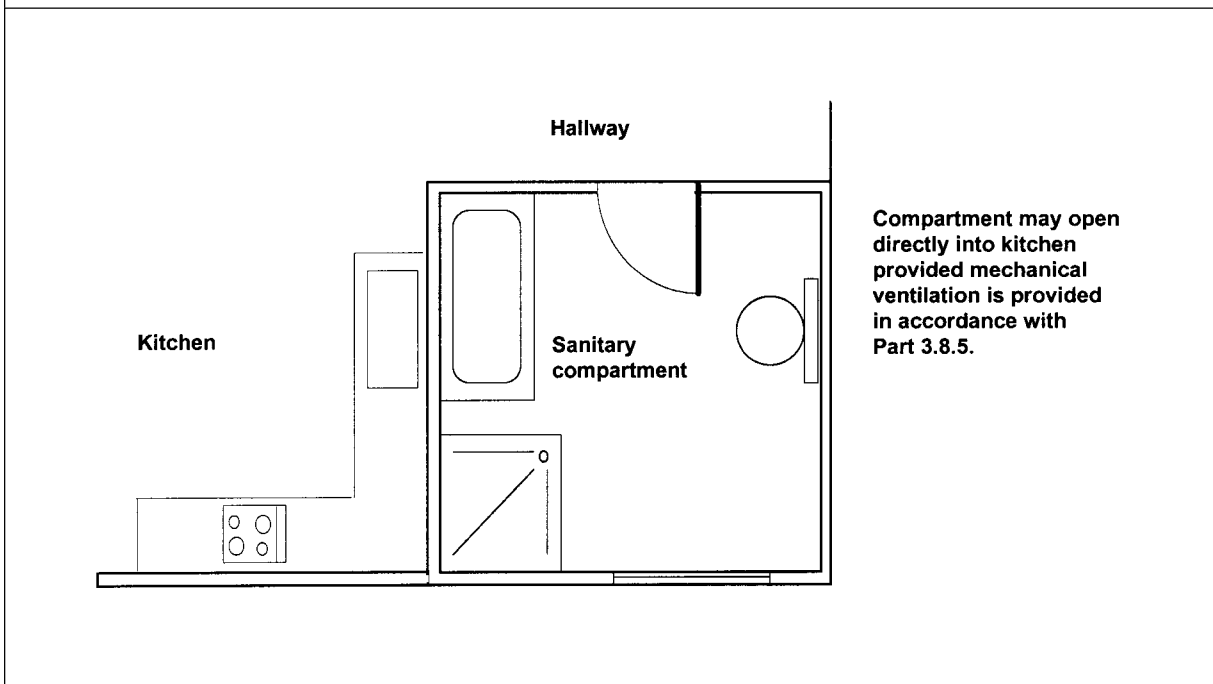 Hallway
Compartment may open
directly into kitchen
provided mechanical
ventilation is provided
in accordance with
Part 3.8.5.
Kitchen
Sanitary
compartment